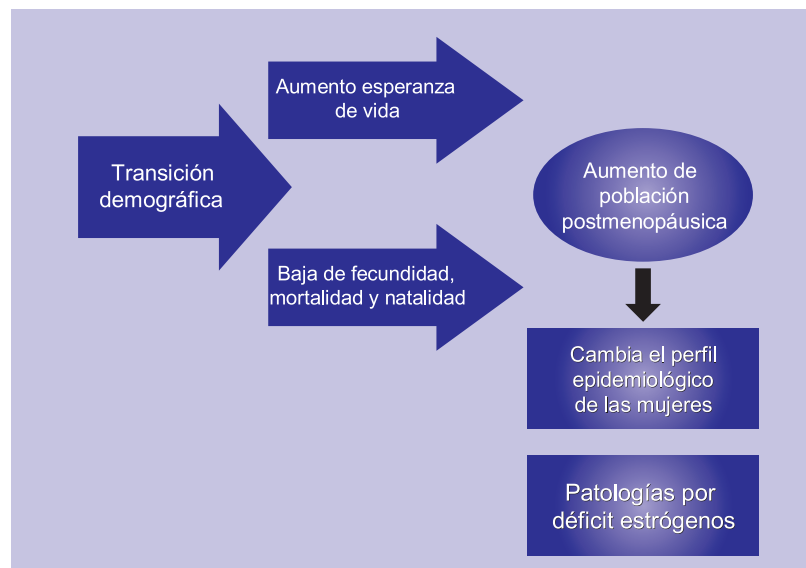 Transición
demográfica
Aumento esperanza
de vida
Baja de fecundidad,
mortalidad y natalidad
Aumento de
población
postmenopáusica
Cambia el perfil
epidemiológico
de las mujeres
Patologías por
déficit estrógenos